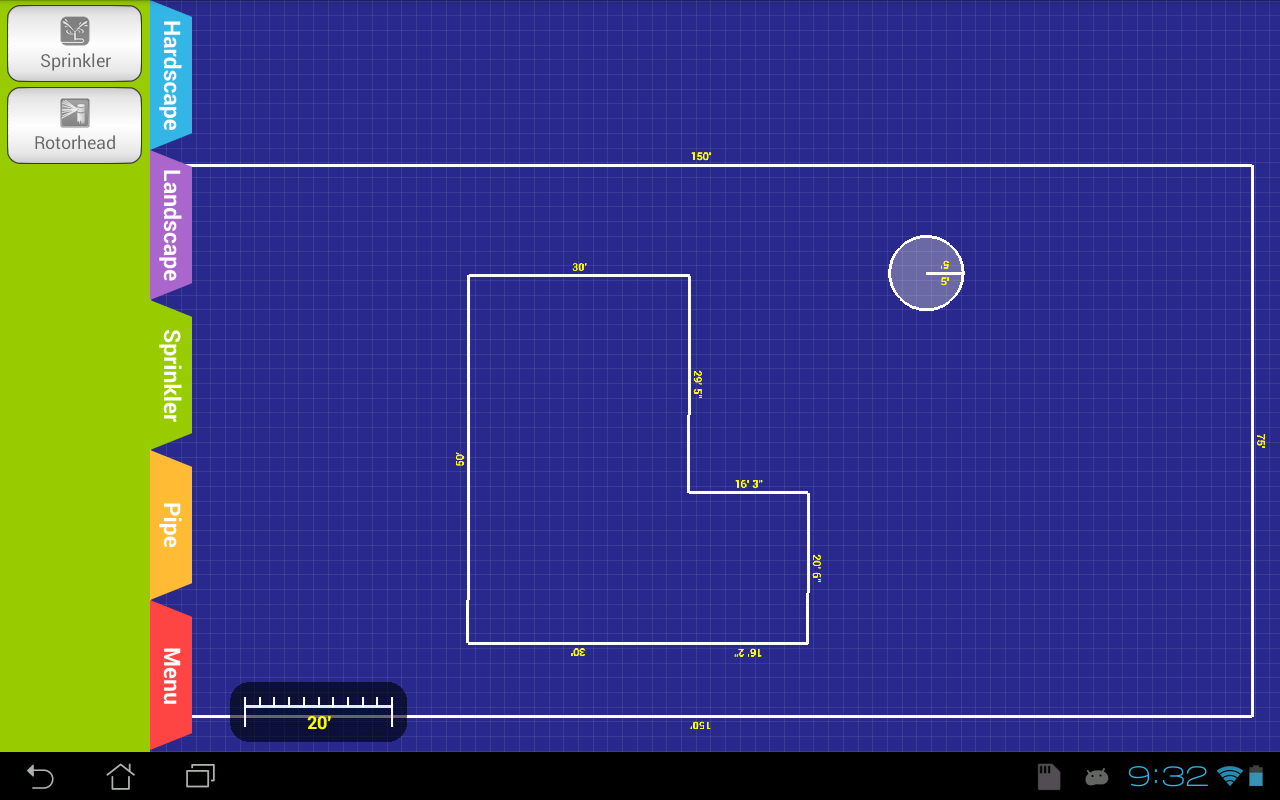 Sprinkler
Rotorhead
Hardscape
Landscape
Sprinkler
Pipe
Menu
150'
30'
5'
5'
29' 5"
50'
75'
16' 3"
20' 6"
30'
16' 2"
150'
20'
9:32